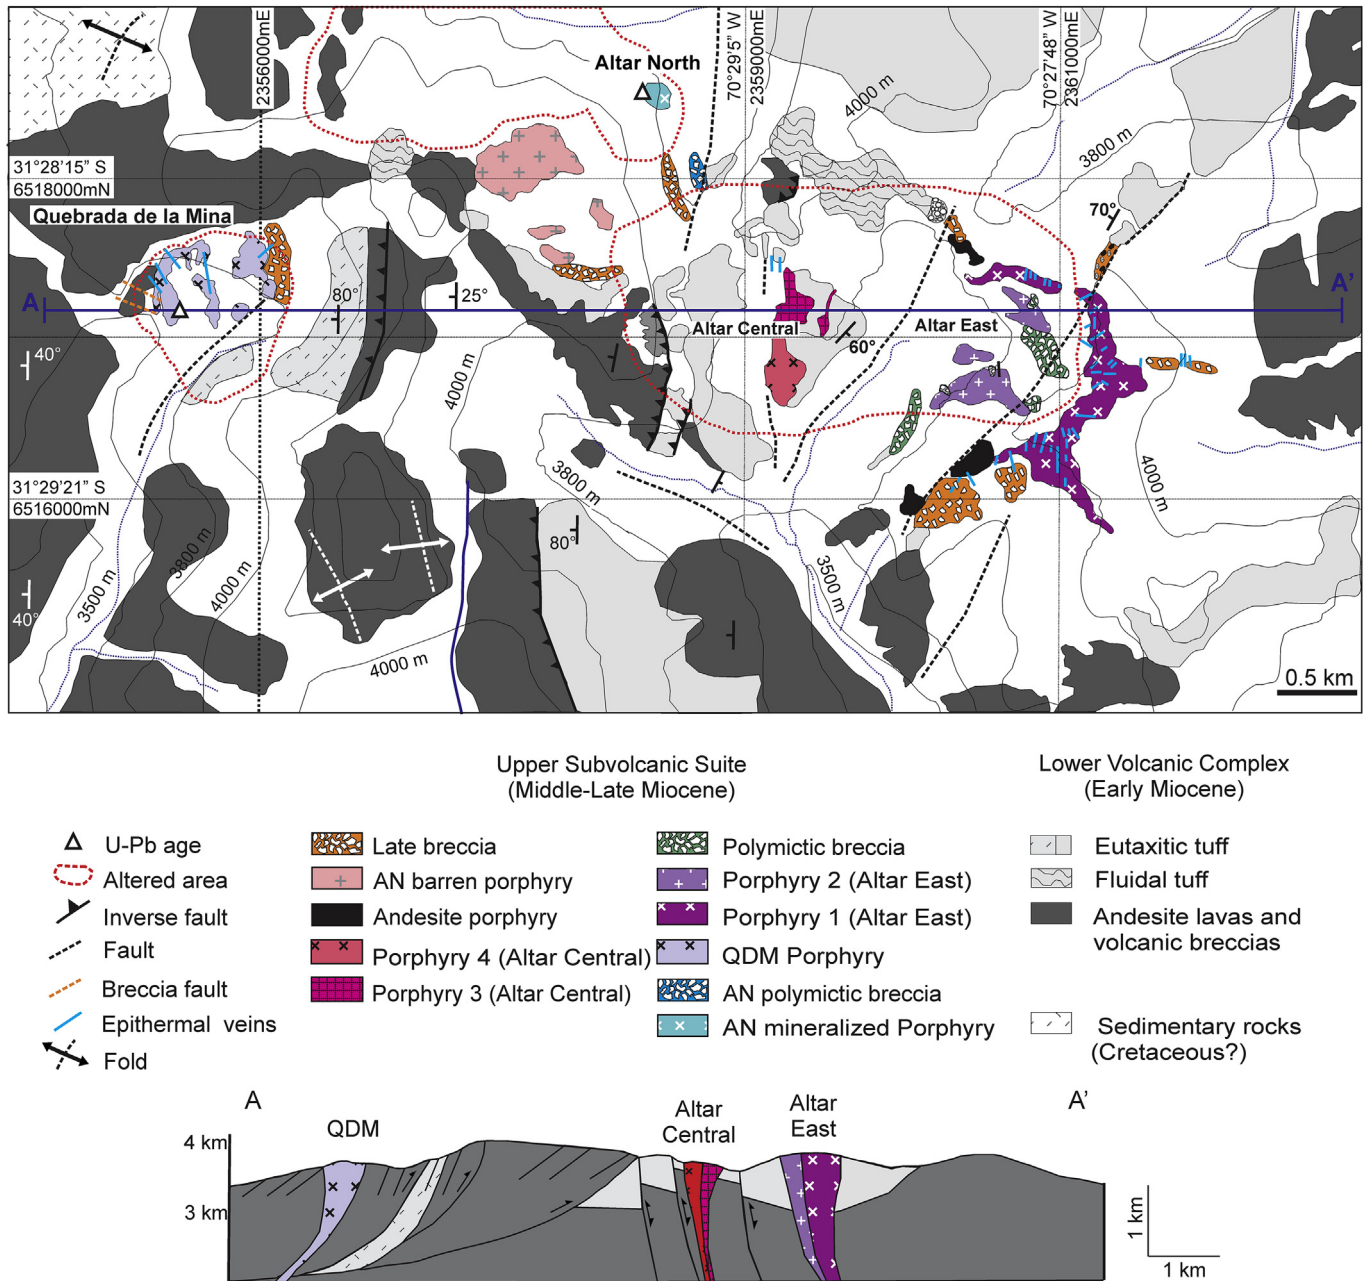 2356000mE
Altar North
70°29'5" W
2359000mE
70°27'48" W
2361000mE
4000 m
3800 m
31°28'15" S
6518000mN
Quebrada de la Mina
70°
A
A'
80°
25°
Altar Central
Altar East
60°
40°
4000 m
31°29'21" S
6516000mN
3800 m
4000 m
80°
3800 m
3500 m
4000 m
3500 m
40°
4000 m
0.5 km
Upper Subvolcanic Suite
(Middle-Late Miocene)
Lower Volcanic Complex
(Early Miocene)
U-Pb age
Altered area
Inverse fault
Fault
Breccia fault
Epithermal veins
Fold
Late breccia
AN barren porphyry
Andesite porphyry
Porphyry 4 (Altar Central)
Porphyry 3 (Altar Central)
Polymictic breccia
Porphyry 2 (Altar East)
Porphyry 1 (Altar East)
QDM Porphyry
AN polymictic breccia
AN mineralized Porphyry
Eutaxitic tuff
Fluidal tuff
Andesite lavas and
volcanic breccias
Sedimentary rocks
(Cretaceous?)
A
A'
QDM
Altar
Central
Altar
East
4 km
3 km
1 km
1 km